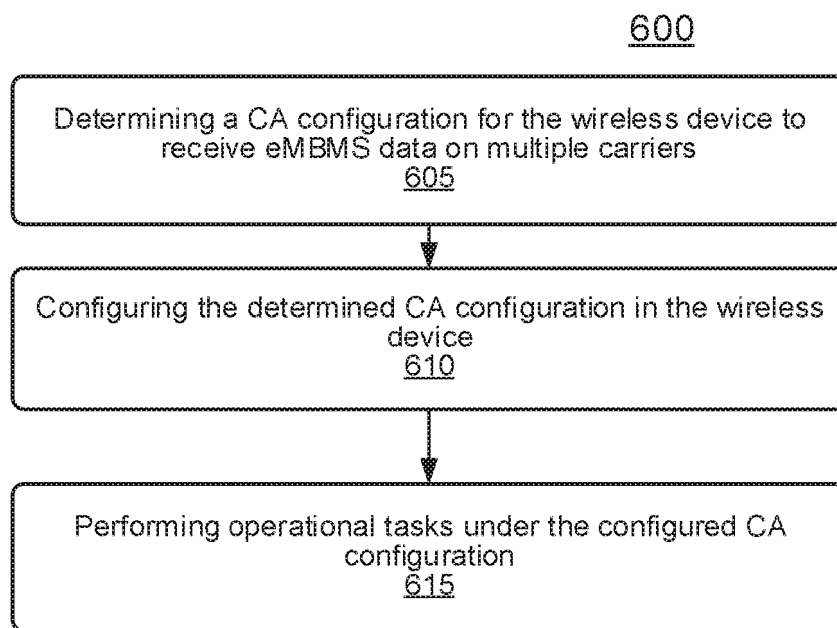 600
Determining a CA configuration for the wireless device to
receive eMBMS data on multiple carriers
605
Configuring the determined CA configuration in the wireless
device
610
Performing operational tasks under the configured CA
configuration
615